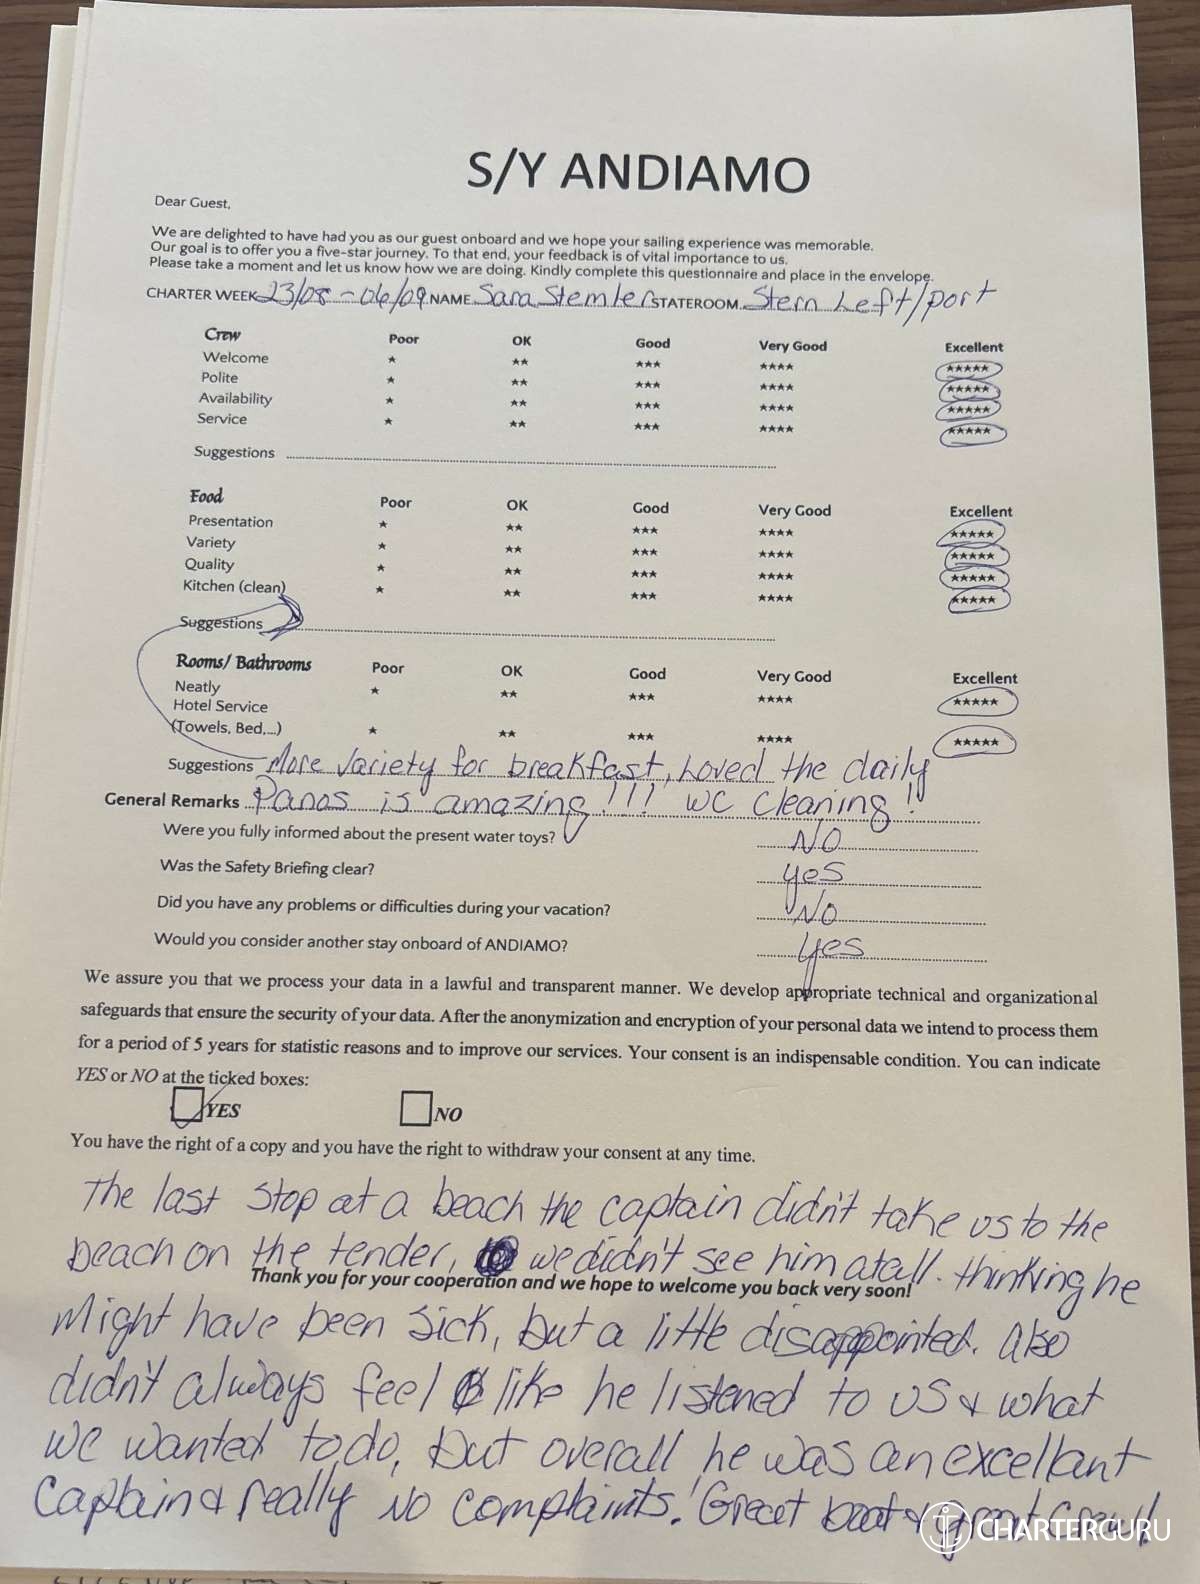 S/Y ANDIAMO
Dear Guest,
We are delighted to have had you as our guest onboard and we hope your sailing experience was memorable.
Our goal is to offer you a five-star journey. To that end, your feedback is of vital importance to us.
Please take a moment and let us know how we are doing. Kindly complete this questionnaire and place in the envelope.
CHARTER WEEK 23/08 - 06/09 NAME Sara Stemler STATEROOM Stern Left/port
Crew Poor OK Good Very Good Excellent
Welcome ★ ★★ ★★★ ★★★★ ★★★★★
Polite ★ ★★ ★★★ ★★★★ ★★★★★
Availability ★ ★★ ★★★ ★★★★ ★★★★★
Service ★ ★★ ★★★ ★★★★ ★★★★★
Suggestions
Food Poor OK Good Very Good Excellent
Presentation ★ ★★ ★★★ ★★★★ ★★★★★
Variety ★ ★★ ★★★ ★★★★ ★★★★★
Quality ★ ★★ ★★★ ★★★★ ★★★★★
Kitchen (clean) ★ ★★ ★★★ ★★★★ ★★★★★
Suggestions
Rooms/ Bathrooms Poor OK Good Very Good Excellent
Neatly ★ ★★ ★★★ ★★★★ ★★★★★
Hotel Service
(Towels, Bed,...) ★ ★★ ★★★ ★★★★ ★★★★★
Suggestions More variety for breakfast, Loved the daily
General Remarks Panos is amazing!!! WC cleaning!
Were you fully informed about the present water toys? NO
Was the Safety Briefing clear? yes
Did you have any problems or difficulties during your vacation? NO
Would you consider another stay onboard of ANDIAMO? yes
We assure you that we process your data in a lawful and transparent manner. We develop appropriate technical and organizational
safeguards that ensure the security of your data. After the anonymization and encryption of your personal data we intend to process them
for a period of 5 years for statistic reasons and to improve our services. Your consent is an indispensable condition. You can indicate
YES or NO at the ticked boxes:
YES NO
You have the right of a copy and you have the right to withdraw your consent at any time.
The last stop at a beach the captain didn't take us to the
beach on the tender, we didn't see him at all. thinking he
Thank you for your cooperation and we hope to welcome you back very soon!
Might have been sick, but a little disappointed. Also
didn't always feel like he listened to us & what
we wanted to do, but overall he was an excellant
Captain & really no complaints! Great boat & great crew!
CHARTERGURU